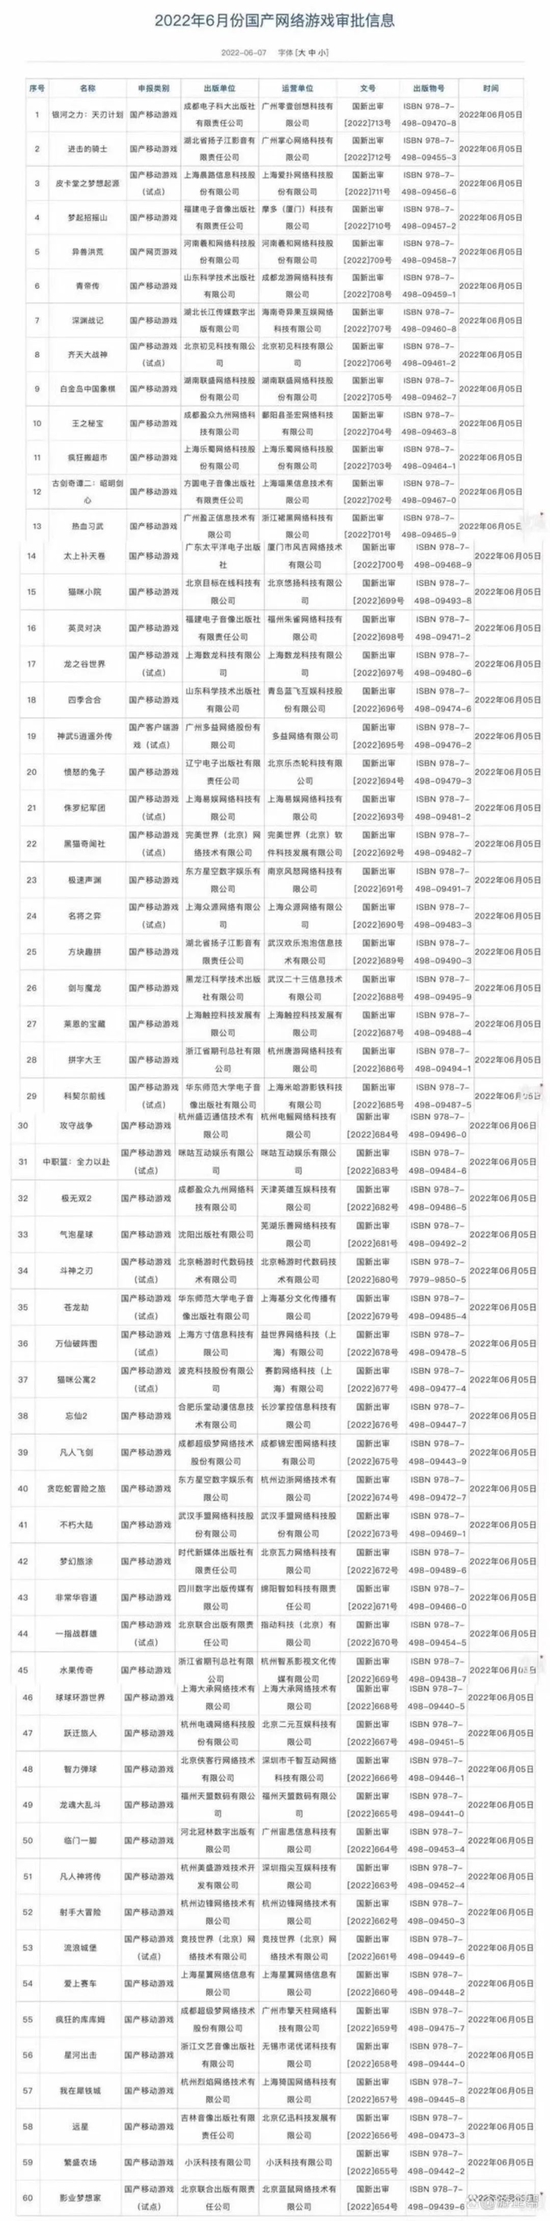 2022年6月份国产网络游戏审批信息
2022-06-07 字体 [大 中 小]
序号 名称 申报类别 出版单位 运营单位 文号 出版物号 时间
1 银河之力：天刃计划 国产移动游戏 成都电子科大出版社有限责任公司 广州零壹创想科技有限公司 国新出审[2022]713号 ISBN 978-7-498-09470-8 2022年06月05日
2 进击的骑士 国产移动游戏 湖北省扬子江影音有限责任公司 广州掌心网络科技有限公司 国新出审[2022]712号 ISBN 978-7-498-09455-3 2022年06月05日
3 皮卡堂之梦想起源 国产移动游戏(试点) 上海晨路信息科技股份有限公司 上海爱扑网络科技股份有限公司 国新出审[2022]711号 ISBN 978-7-498-09456-6 2022年06月05日
4 梦起招摇山 国产移动游戏 福建电子音像出版社有限责任公司 摩多（厦门）科技有限公司 国新出审[2022]710号 ISBN 978-7-498-09457-2 2022年06月05日
5 异兽洪荒 国产网页游戏 河南羲和网络科技股份有限公司 河南羲和网络科技股份有限公司 国新出审[2022]709号 ISBN 978-7-498-09458-7 2022年06月05日
6 青帝传 国产移动游戏 山东科学技术出版社有限公司 成都龙游网络科技有限公司 国新出审[2022]708号 ISBN 978-7-498-09459-1 2022年06月05日
7 深渊战记 国产移动游戏 湖北长江传媒数字出版有限公司 海南奇异果互娱网络科技有限公司 国新出审[2022]707号 ISBN 978-7-498-09460-8 2022年06月05日
8 齐天大战神 国产移动游戏(试点) 北京初见科技有限公司 北京初见科技有限公司 国新出审[2022]706号 ISBN 978-7-498-09461-2 2022年06月05日
9 白金岛中国象棋 国产移动游戏 湖南联盛网络科技股份有限公司 湖南联盛网络科技股份有限公司 国新出审[2022]705号 ISBN 978-7-498-09462-7 2022年06月05日
10 王之秘宝 国产移动游戏 成都盈众九州网络科技有限公司 鄱阳县圣宏网络科技有限公司 国新出审[2022]704号 ISBN 978-7-498-09463-8 2022年06月05日
11 疯狂搬超市 国产移动游戏 上海乐蜀网络科技股份有限公司 上海乐蜀网络科技股份有限公司 国新出审[2022]703号 ISBN 978-7-498-09464-1 2022年06月05日
12 古剑奇谭二：昭明剑心 国产移动游戏 方圆电子音像出版社有限责任公司 上海喵果信息技术有限公司 国新出审[2022]702号 ISBN 978-7-498-09467-0 2022年06月05日
13 热血习武 国产移动游戏 广州盈正信息技术有限公司 浙江褚黑网络科技有限公司 国新出审[2022]701号 ISBN 978-7-498-09465-9 2022年06月05日
14 太上补天卷 国产移动游戏 广东太平洋电子出版社 厦门市风吉网络技术有限公司 国新出审[2022]700号 ISBN 978-7-498-09468-9 2022年06月05日
15 猫咪小院 国产移动游戏 北京目标在线科技有限公司 北京悠扬科技有限公司 国新出审[2022]699号 ISBN 978-7-498-09493-8 2022年06月05日
16 英灵对决 国产移动游戏 福建电子音像出版社有限责任公司 福州朱雀网络科技有限公司 国新出审[2022]698号 ISBN 978-7-498-09471-2 2022年06月05日
17 龙之谷世界 国产移动游戏(试点) 上海数龙科技有限公司 上海数龙科技有限公司 国新出审[2022]697号 ISBN 978-7-498-09480-6 2022年06月05日
18 四季合合 国产移动游戏 山东科学技术出版社有限公司 青岛蓝飞互娱科技股份有限公司 国新出审[2022]696号 ISBN 978-7-498-09474-6 2022年06月05日
19 神武5逍遥外传 国产客户端游戏（试点） 广州多益网络股份有限公司 多益网络有限公司 国新出审[2022]695号 ISBN 978-7-498-09476-2 2022年06月05日
20 愤怒的兔子 国产移动游戏 辽宁电子出版社有限责任公司 北京乐杰轮科技有限公司 国新出审[2022]694号 ISBN 978-7-498-09479-3 2022年06月05日
21 侏罗纪军团 国产移动游戏(试点) 上海易娱网络科技有限公司 上海易娱网络科技有限公司 国新出审[2022]693号 ISBN 978-7-498-09481-2 2022年06月05日
22 黑猫奇闻社 国产移动游戏(试点) 完美世界（北京）网络技术有限公司 完美世界（北京）软件科技发展有限公司 国新出审[2022]692号 ISBN 978-7-498-09482-7 2022年06月05日
23 极速声渊 国产移动游戏 东方星空数字娱乐有限公司 南京风怒网络科技有限公司 国新出审[2022]691号 ISBN 978-7-498-09491-7 2022年06月05日
24 名将之弈 国产移动游戏(试点) 上海众源网络有限公司 上海众源网络有限公司 国新出审[2022]690号 ISBN 978-7-498-09483-3 2022年06月05日
25 方块趣拼 国产移动游戏 湖北省扬子江影音有限责任公司 武汉欢乐泡泡信息技术有限公司 国新出审[2022]689号 ISBN 978-7-498-09490-3 2022年06月05日
26 剑与魔龙 国产移动游戏 黑龙江科学技术出版社有限公司 武汉二十三信息技术有限公司 国新出审[2022]688号 ISBN 978-7-498-09495-9 2022年06月05日
27 莱恩的宝藏 国产移动游戏 上海触控科技发展有限公司 上海触控科技发展有限公司 国新出审[2022]687号 ISBN 978-7-498-09488-4 2022年06月05日
28 拼字大王 国产移动游戏 浙江省期刊总社有限公司 杭州唐游网络科技有限公司 国新出审[2022]686号 ISBN 978-7-498-09494-1 2022年06月05日
29 科契尔前线 国产移动游戏(试点) 华东师范大学电子音像出版社有限公司 上海米哈游影铁科技有限公司 国新出审[2022]685号 ISBN 978-7-498-09487-5 2022年06月05日
30 攻守战争 国产移动游戏 杭州盛迈通信技术有限公司 杭州电鳗网络科技有限公司 国新出审[2022]684号 ISBN 978-7-498-09496-0 2022年06月06日
31 中职篮：全力以赴 国产移动游戏(试点) 咪咕互动娱乐有限公司 咪咕互动娱乐有限公司 国新出审[2022]683号 ISBN 978-7-498-09484-6 2022年06月05日
32 极无双2 国产移动游戏 成都盈众九州网络科技有限公司 天津英雄互娱科技有限公司 国新出审[2022]682号 ISBN 978-7-498-09486-5 2022年06月05日
33 气泡星球 国产移动游戏 沈阳出版社有限公司 芜湖乐善网络科技有限公司 国新出审[2022]681号 ISBN 978-7-498-09492-2 2022年06月05日
34 斗神之刃 国产移动游戏(试点) 北京畅游时代数码技术有限公司 北京畅游时代数码技术有限公司 国新出审[2022]680号 ISBN 978-7-7979-9850-5 2022年06月05日
35 苍龙劫 国产移动游戏(试点) 华东师范大学电子音像出版社有限公司 上海基分文化传播有限公司 国新出审[2022]679号 ISBN 978-7-498-09485-4 2022年06月05日
36 万仙破阵图 国产移动游戏(试点) 上海方寸信息科技有限公司 益世界网络科技（上海）有限公司 国新出审[2022]678号 ISBN 978-7-498-09478-5 2022年06月05日
37 猫咪公寓2 国产移动游戏(试点) 波克科技股份有限公司 赛韵网络科技（上海）有限公司 国新出审[2022]677号 ISBN 978-7-498-09477-4 2022年06月05日
38 忘仙2 国产移动游戏 合肥乐堂动漫信息技术有限公司 长沙掌控信息科技有限公司 国新出审[2022]676号 ISBN 978-7-498-09447-7 2022年06月05日
39 凡人飞剑 国产移动游戏 成都超级梦网络技术股份有限公司 成都锦宏图网络科技有限公司 国新出审[2022]675号 ISBN 978-7-498-09443-9 2022年06月05日
40 贪吃蛇冒险之旅 国产移动游戏 东方星空数字娱乐有限公司 杭州边浙网络技术有限公司 国新出审[2022]674号 ISBN 978-7-498-09472-7 2022年06月05日
41 不朽大陆 国产移动游戏 武汉手盟网络科技股份有限公司 武汉手盟网络科技股份有限公司 国新出审[2022]673号 ISBN 978-7-498-09469-1 2022年06月05日
42 梦幻旅途 国产移动游戏 时代新媒体出版社有限责任公司 北京瓦力网络科技有限公司 国新出审[2022]672号 ISBN 978-7-498-09489-6 2022年06月05日
43 非常华容道 国产移动游戏 四川数字出版传媒有限公司 绵阳智如科技有限责任公司 国新出审[2022]671号 ISBN 978-7-498-09466-0 2022年06月05日
44 一指战群雄 国产移动游戏(试点) 北京联合出版有限责任公司 指动科技（北京）有限公司 国新出审[2022]670号 ISBN 978-7-498-09454-5 2022年06月05日
45 水果传奇 国产移动游戏 浙江省期刊总社有限公司 杭州智系影视文化传媒有限公司 国新出审[2022]669号 ISBN 978-7-498-09438-7 2022年06月05日
46 球球环游世界 国产移动游戏 上海大承网络技术有限公司 上海大承网络技术有限公司 国新出审[2022]668号 ISBN 978-7-498-09440-5 2022年06月05日
47 跃迁旅人 国产移动游戏 杭州电魂网络科技股份有限公司 北京二元互娱科技有限公司 国新出审[2022]667号 ISBN 978-7-498-09451-5 2022年06月05日
48 智力弹球 国产移动游戏 北京侠客行网络技术有限公司 深圳市千智互动网络科技有限公司 国新出审[2022]666号 ISBN 978-7-498-09446-1 2022年06月05日
49 龙魂大乱斗 国产移动游戏 福州天盟数码有限公司 福州天盟数码有限公司 国新出审[2022]665号 ISBN 978-7-498-09441-0 2022年06月05日
50 临门一脚 国产移动游戏 河北冠林数字出版有限公司 广州宙思信息科技有限公司 国新出审[2022]664号 ISBN 978-7-498-09453-4 2022年06月05日
51 凡人神将传 国产移动游戏 杭州美盛游戏技术开发有限公司 深圳指尖互娱科技有限公司 国新出审[2022]663号 ISBN 978-7-498-09452-4 2022年06月05日
52 射手大冒险 国产移动游戏 杭州边锋网络技术有限公司 杭州边锋网络技术有限公司 国新出审[2022]662号 ISBN 978-7-498-09450-3 2022年06月05日
53 流浪城堡 国产移动游戏(试点) 竞技世界（北京）网络技术有限公司 竞技世界（北京）网络技术有限公司 国新出审[2022]661号 ISBN 978-7-498-09449-6 2022年06月05日
54 爱上赛车 国产移动游戏 上海星翼网络信息有限公司 上海星翼网络信息有限公司 国新出审[2022]660号 ISBN 978-7-498-09448-2 2022年06月05日
55 疯狂的库库姆 国产移动游戏 成都超级梦网络技术股份有限公司 广州市擎天柱网络科技有限公司 国新出审[2022]659号 ISBN 978-7-498-09475-7 2022年06月05日
56 星河出击 国产移动游戏 浙江文艺音像出版社有限公司 无锡市诺优诺科技有限公司 国新出审[2022]658号 ISBN 978-7-498-09444-0 2022年06月05日
57 我在犀铁城 国产移动游戏 杭州烈焰网络技术有限公司 上海猗国网络科技有限公司 国新出审[2022]657号 ISBN 978-7-498-09445-8 2022年06月05日
58 远星 国产移动游戏 吉林音像出版社有限责任公司 北京亿迅科技发展有限公司 国新出审[2022]656号 ISBN 978-7-498-09473-3 2022年06月05日
59 繁盛农场 国产移动游戏 小沃科技有限公司 小沃科技有限公司 国新出审[2022]655号 ISBN 978-7-498-09442-2 2022年06月05日
60 影业梦想家 国产移动游戏(试点) 北京联合出版有限责任公司 北京蓝鼠网络技术有限公司 国新出审[2022]654号 ISBN 978-7-498-09439-6